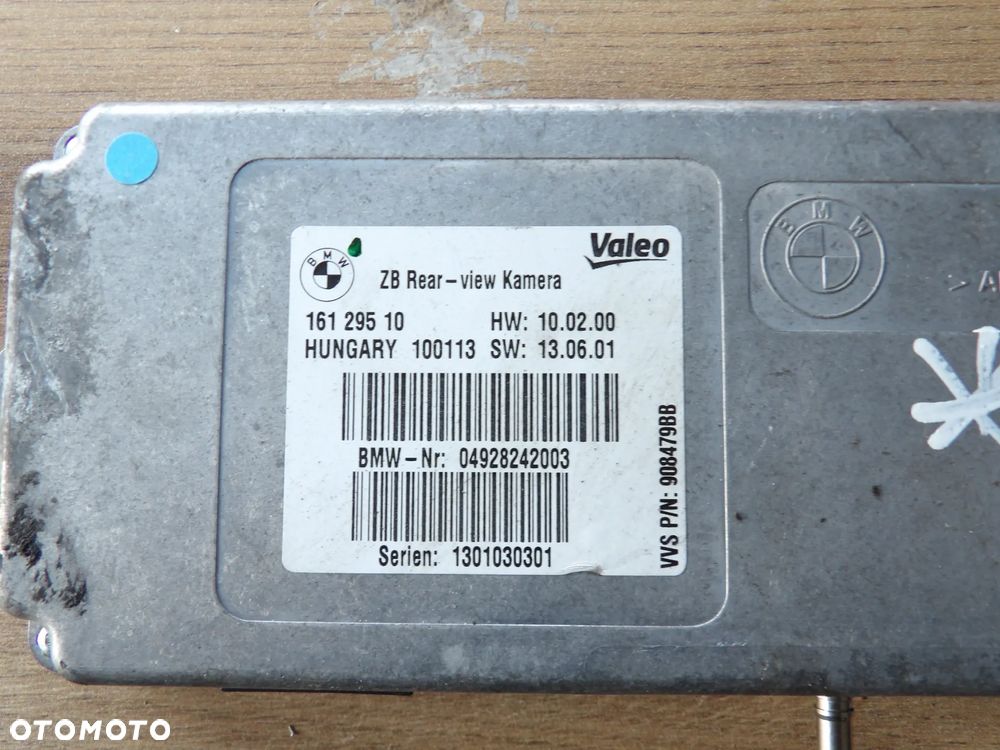 BMW
Valeo
ZB Rear-view Kamera
161 295 10 HW: 10.02.00
HUNGARY 100113 SW: 13.06.01
BMW-Nr: 04928242003
Serien: 1301030301
VVS P/N: 908479BB
BMW
>A
OTOMOTO